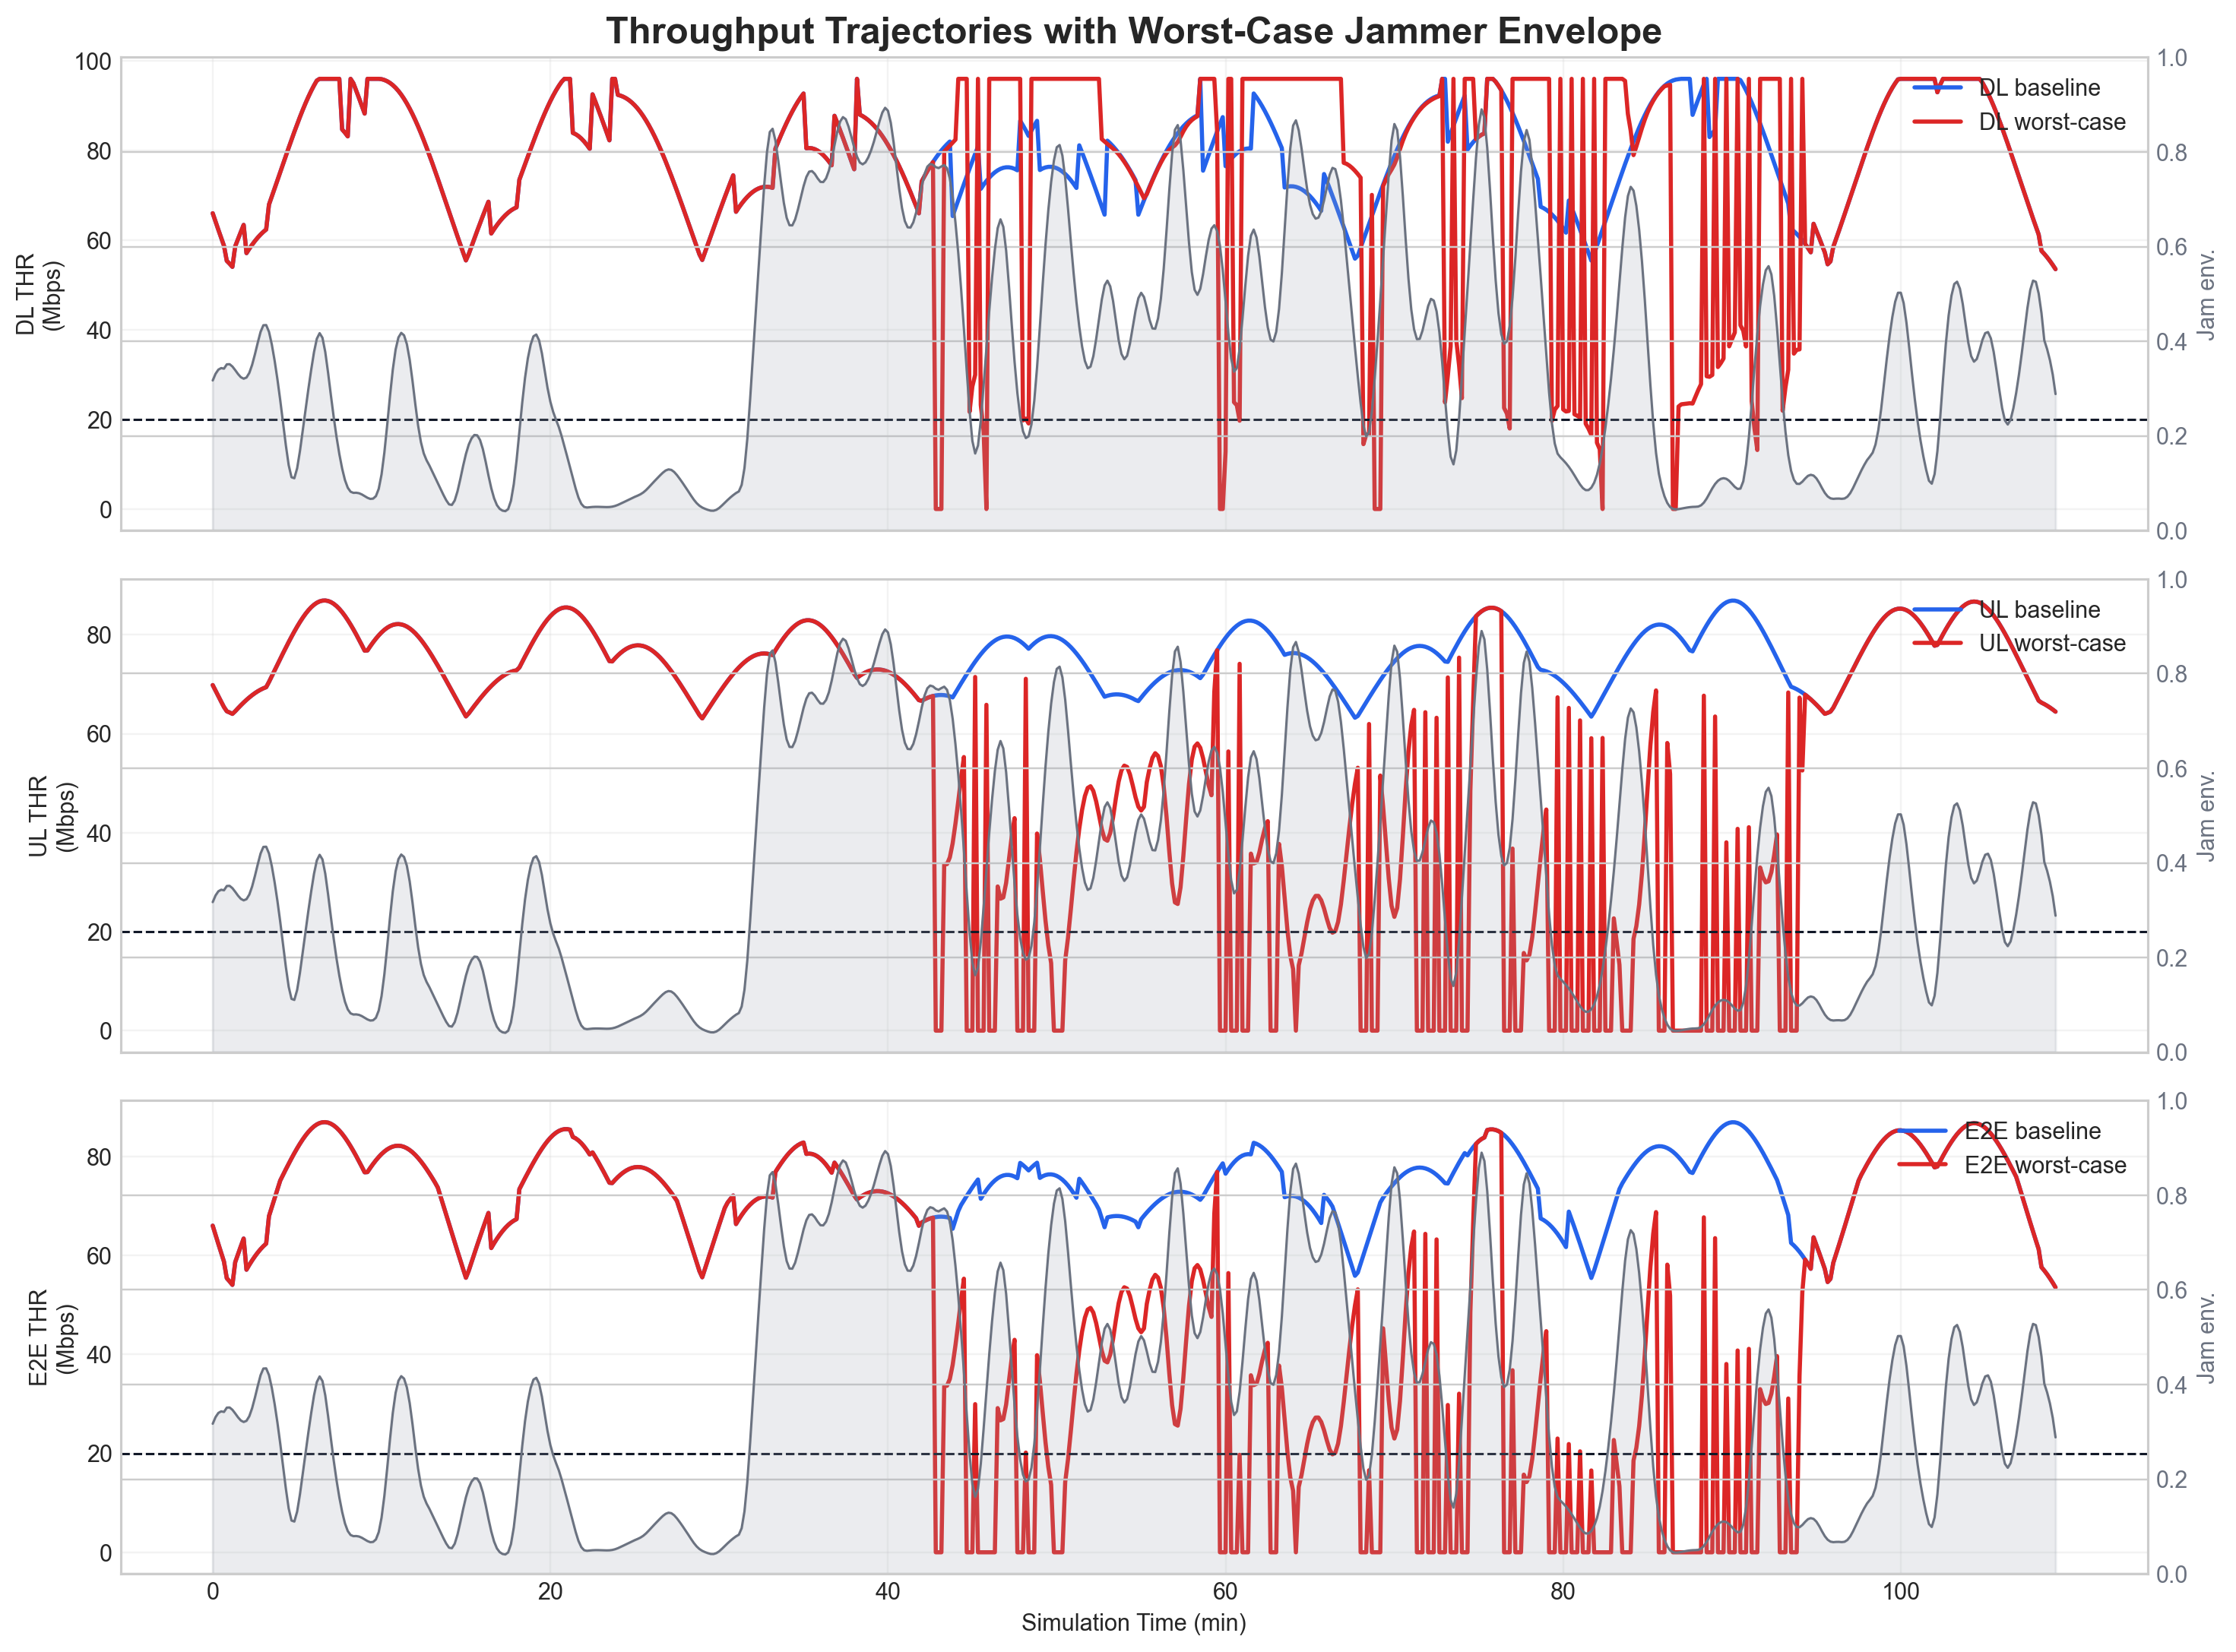 Throughput Trajectories with Worst-Case Jammer Envelope
100
80
60
40
20
0
DL THR
(Mbps)
1.0
0.8
0.6
0.4
0.2
0.0
Jam env.
DL baseline
DL worst-case
80
60
40
20
0
UL THR
(Mbps)
1.0
0.8
0.6
0.4
0.2
0.0
Jam env.
UL baseline
UL worst-case
80
60
40
20
0
E2E THR
(Mbps)
1.0
0.8
0.6
0.4
0.2
0.0
Jam env.
E2E baseline
E2E worst-case
0 20 40 60 80 100
Simulation Time (min)